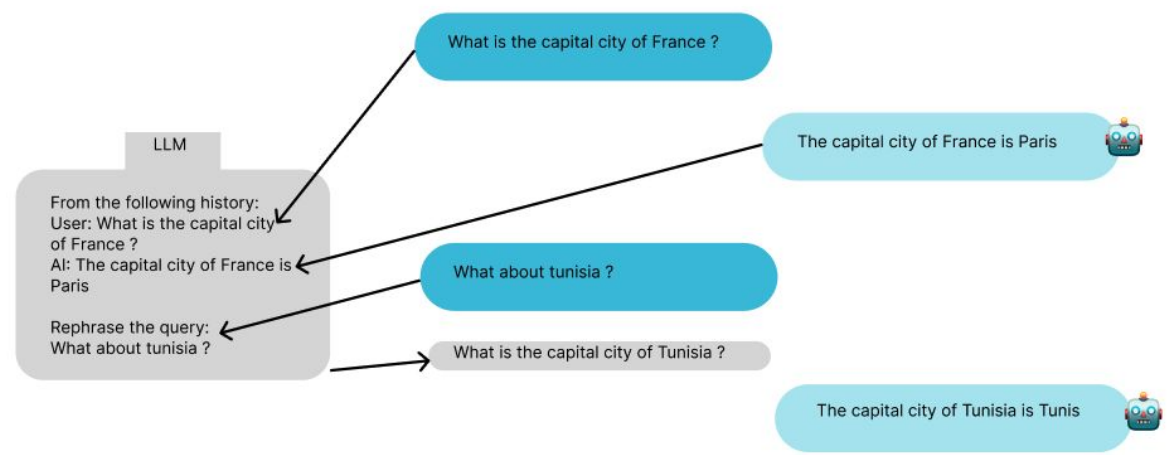 What is the capital city of France ?
The capital city of France is Paris
LLM
From the following history:
User: What is the capital city
of France ?
AI: The capital city of France is
Paris
Rephrase the query:
What about tunisia ?
What about tunisia ?
What is the capital city of Tunisia ?
The capital city of Tunisia is Tunis